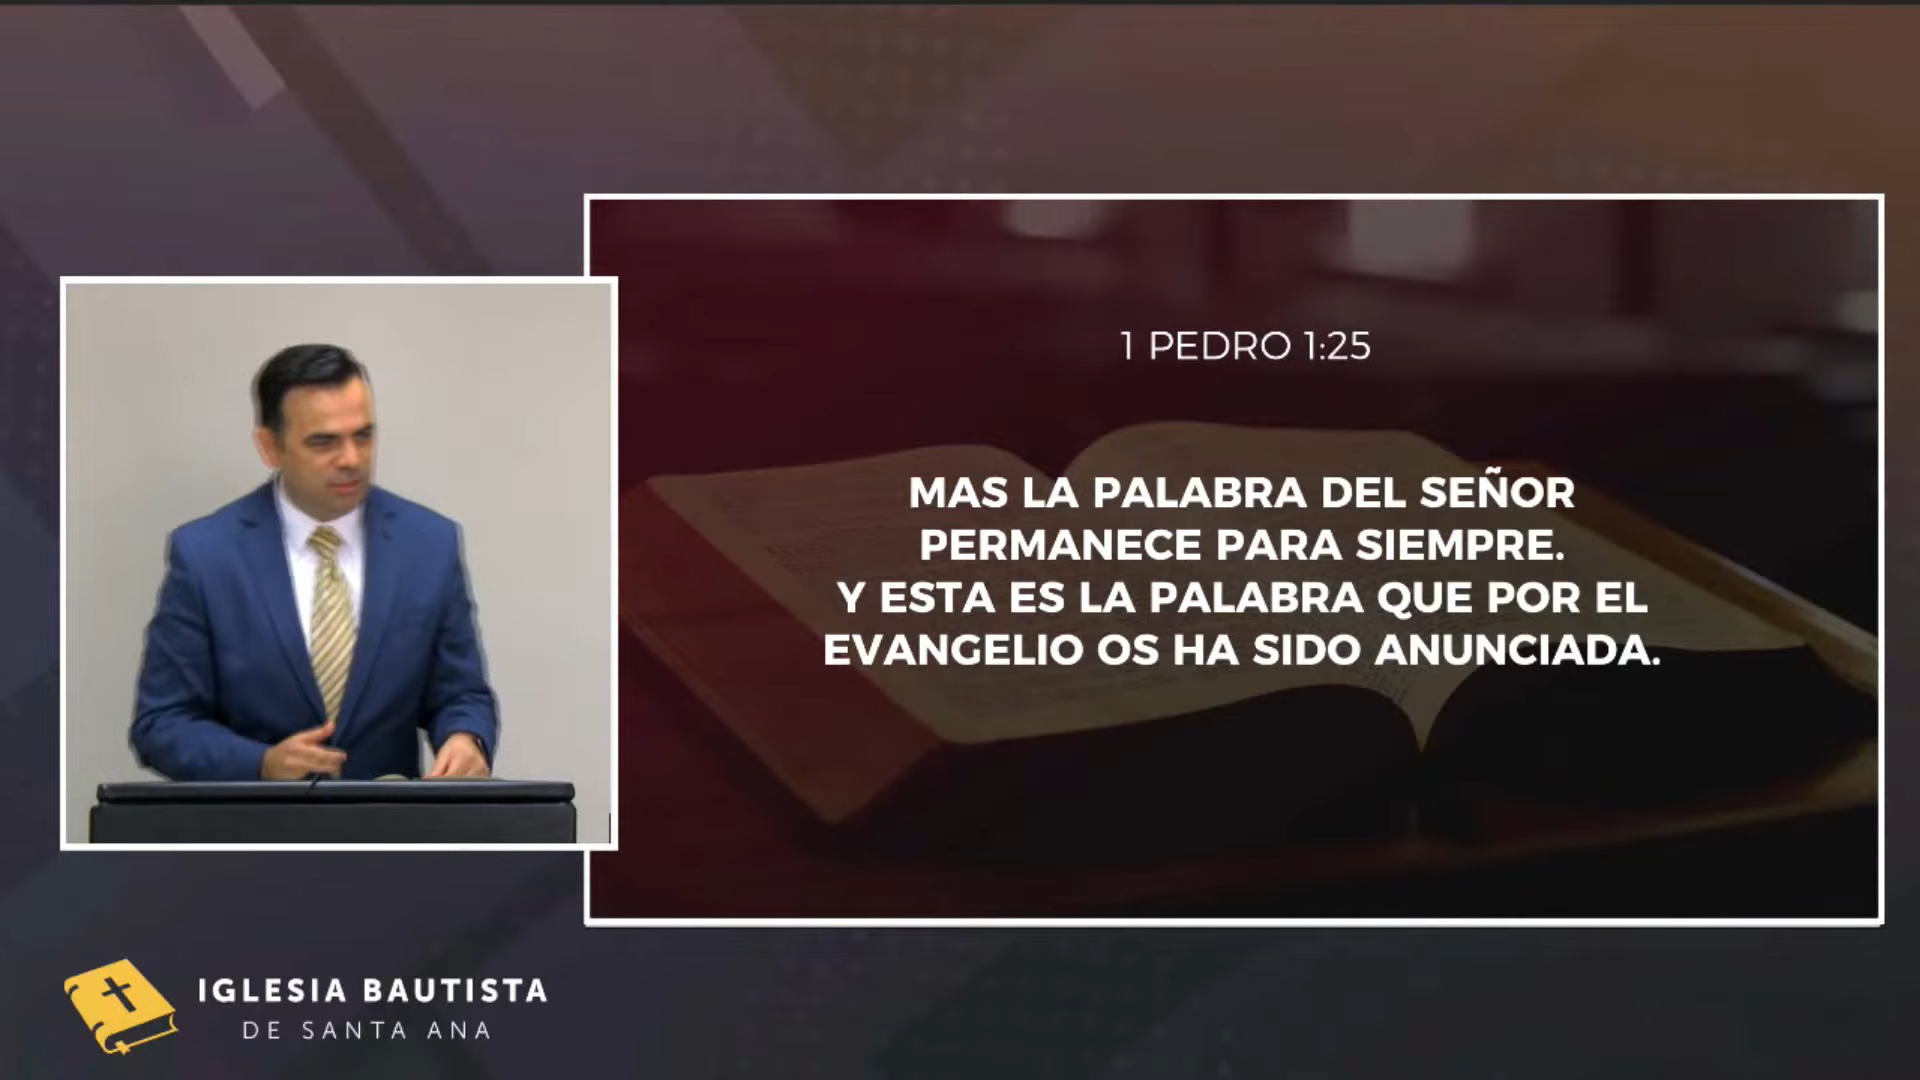 1 PEDRO 1:25
MAS LA PALABRA DEL SEÑOR
PERMANECE PARA SIEMPRE.
Y ESTA ES LA PALABRA QUE POR EL
EVANGELIO OS HA SIDO ANUNCIADA.
IGLESIA BAUTISTA
DE SANTA ANA